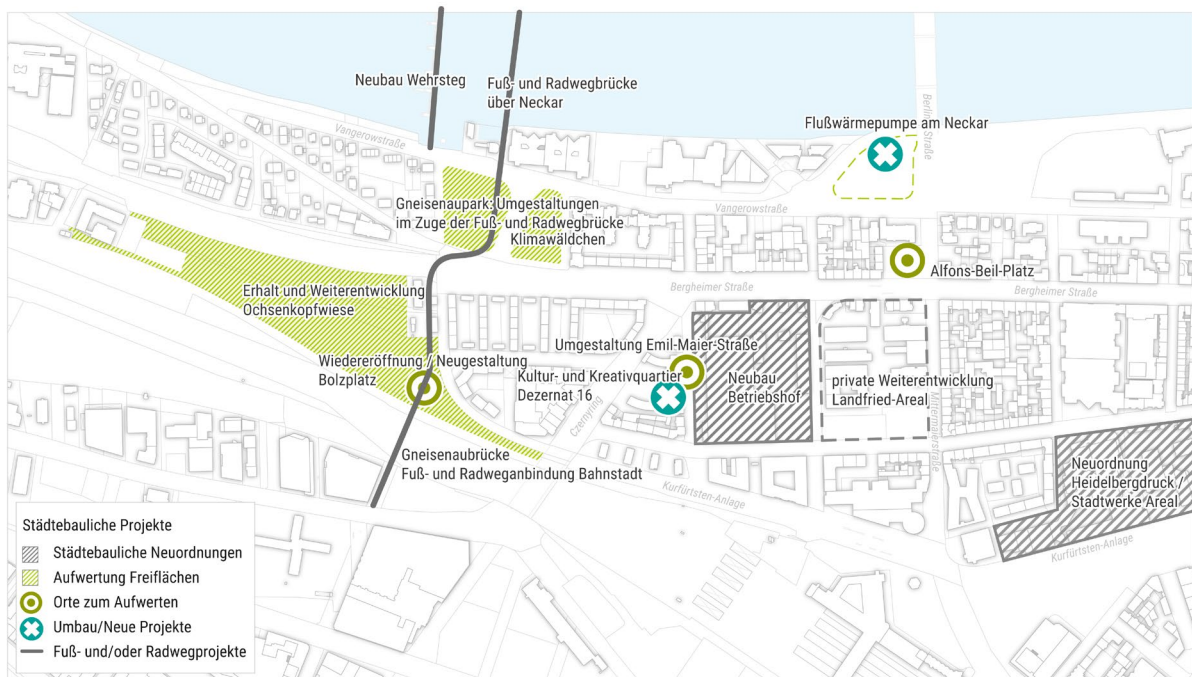 Neubau Wehrsteg
Fuß- und Radwegbrücke
über Neckar
Flußwärmepumpe am Neckar
Berliner Straße
Vangerowstraße
Vangerowstraße
Gneisenaupark: Umgestaltungen
im Zuge der Fuß- und Radwegbrücke
Klimawäldchen
Alfons-Beil-Platz
Bergheimer Straße
Bergheimer Straße
Erhalt und Weiterentwicklung
Ochsenkopfwiese
Umgestaltung Emil-Maier-Straße
Wiedereröffnung / Neugestaltung
Bolzplatz
Kultur- und Kreativquartier
Dezernat 16
Neubau
Betriebshof
private Weiterentwicklung
Landfried-Areal
Czernyring
Mittermaierstraße
Gneisenaubrücke
Fuß- und Radweganbindung Bahnstadt
Kurfürtsten-Anlage
Neuordnung
Heidelbergdruck /
Stadtwerke Areal
Kurfürtsten-Anlage
Städtebauliche Projekte
Städtebauliche Neuordnungen
Aufwertung Freiflächen
Orte zum Aufwerten
Umbau/Neue Projekte
Fuß- und/oder Radwegprojekte